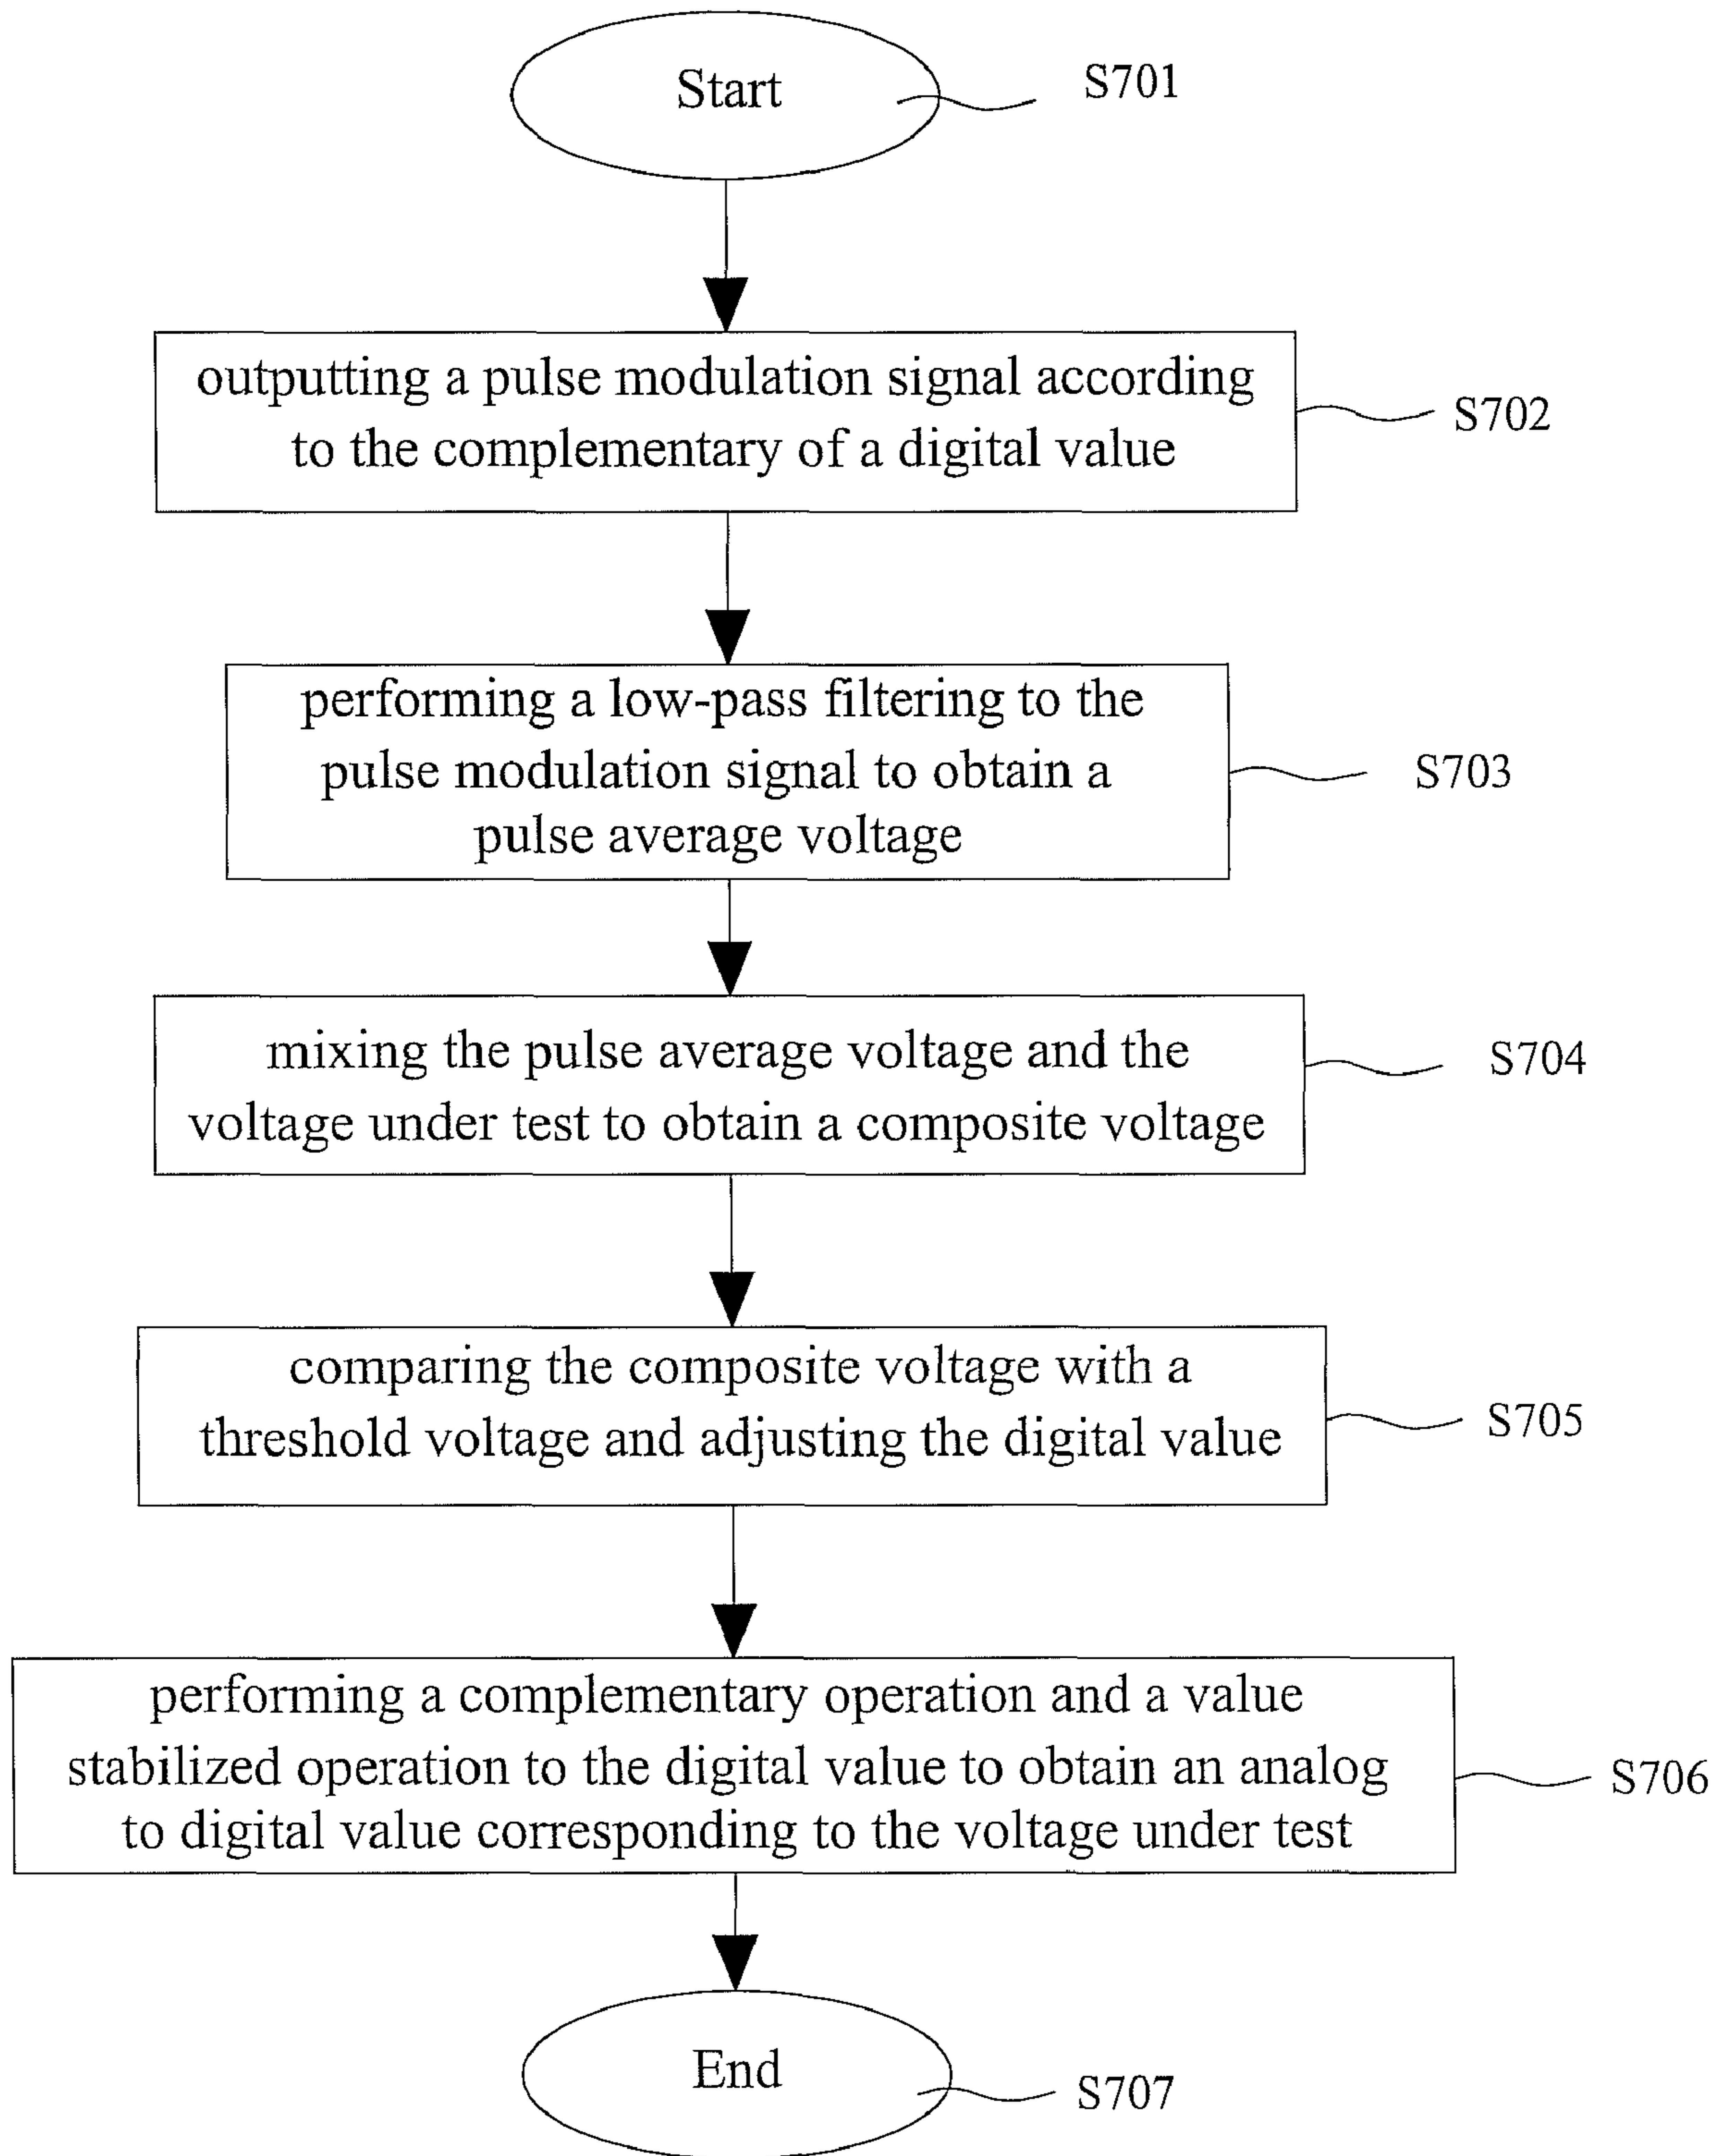 Start
S701
outputting a pulse modulation signal according
to the complementary of a digital value
S702
performing a low-pass filtering to the
pulse modulation signal to obtain a
pulse average voltage
S703
mixing the pulse average voltage and the
voltage under test to obtain a composite voltage
S704
comparing the composite voltage with a
threshold voltage and adjusting the digital value
S705
performing a complementary operation and a value
stabilized operation to the digital value to obtain an analog
to digital value corresponding to the voltage under test
S706
End
S707